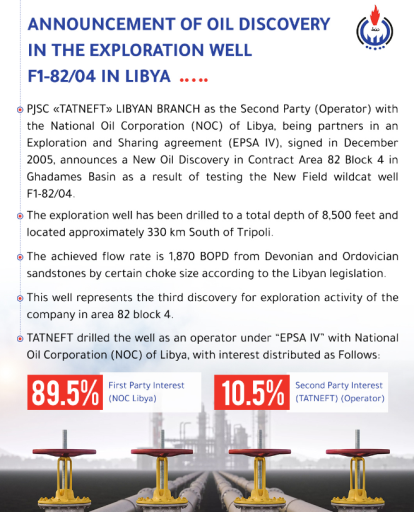 ANNOUNCEMENT OF OIL DISCOVERY
IN THE EXPLORATION WELL
F1-82/04 IN LIBYA .....
PJSC «TATNEFT» LIBYAN BRANCH as the Second Party (Operator) with
the National Oil Corporation (NOC) of Libya, being partners in an
Exploration and Sharing agreement (EPSA IV), signed in December
2005, announces a New Oil Discovery in Contract Area 82 Block 4 in
Ghadames Basin as a result of testing the New Field wildcat well
F1-82/04.
The exploration well has been drilled to a total depth of 8,500 feet and
located approximately 330 km South of Tripoli.
The achieved flow rate is 1,870 BOPD from Devonian and Ordovician
sandstones by certain choke size according to the Libyan legislation.
This well represents the third discovery for exploration activity of the
company in area 82 block 4.
TATNEFT drilled the well as an operator under "EPSA IV" with National
Oil Corporation (NOC) of Libya, with interest distributed as Follows:
89.5% First Party Interest
(NOC Libya)
10.5% Second Party Interest
(TATNEFT) (Operator)